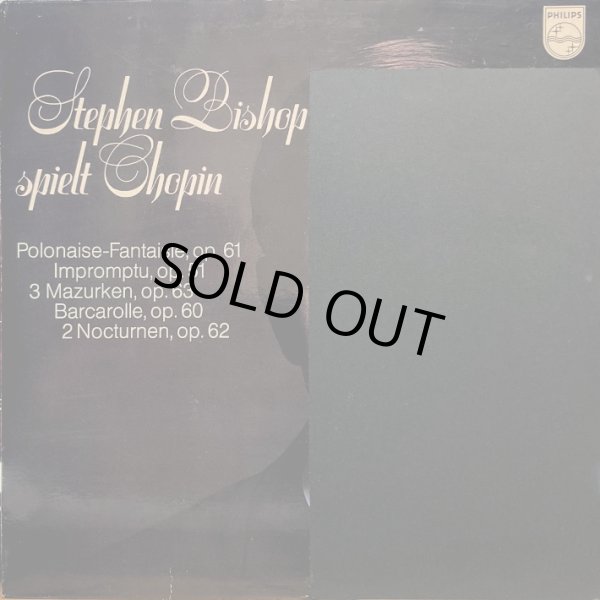 PHILIPS
Stephen Bishop
spielt Chopin
Polonaise-Fantaisie, op. 61
Impromptu, op. 51
3 Mazurken, op. 63
Barcarolle, op. 60
2 Nocturnen, op. 62
SOLD OUT